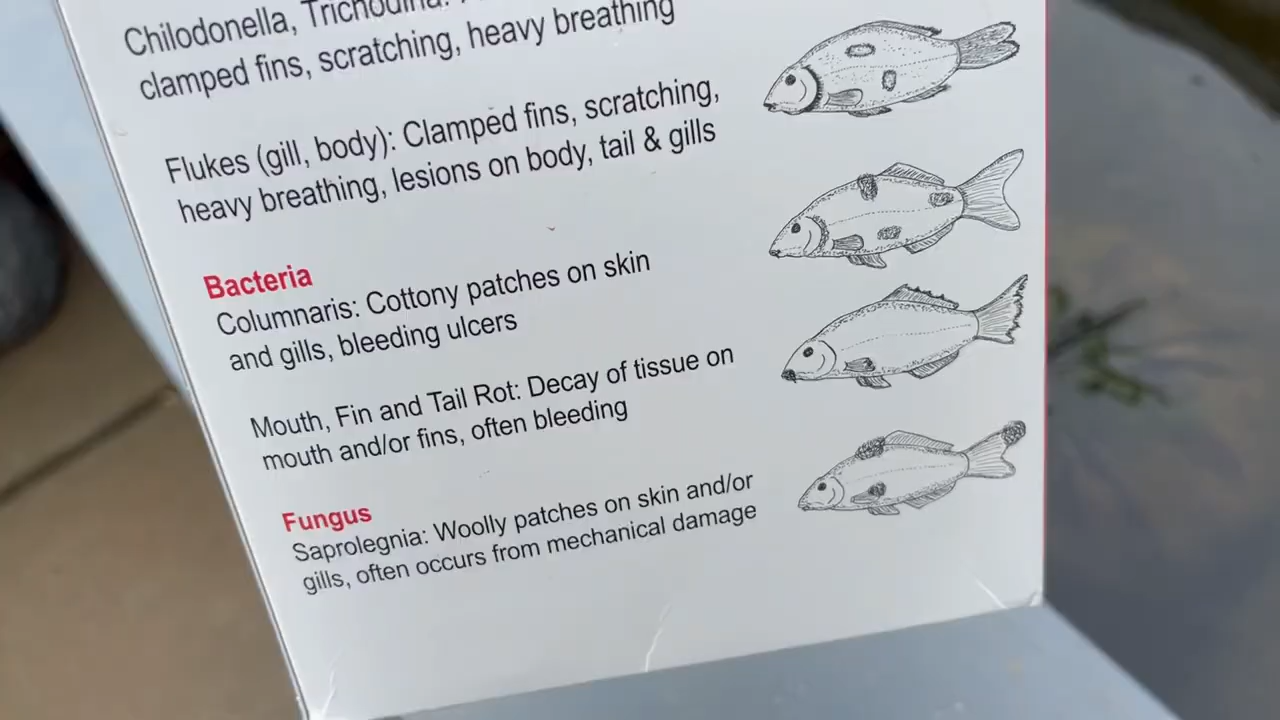 Chilodonella, Trichodina:
clamped fins, scratching, heavy breathing
Flukes (gill, body): Clamped fins, scratching,
heavy breathing, lesions on body, tail & gills
Bacteria
Columnaris: Cottony patches on skin
and gills, bleeding ulcers
Mouth, Fin and Tail Rot: Decay of tissue on
mouth and/or fins, often bleeding
Fungus
Saprolegnia: Woolly patches on skin and/or
gills, often occurs from mechanical damage